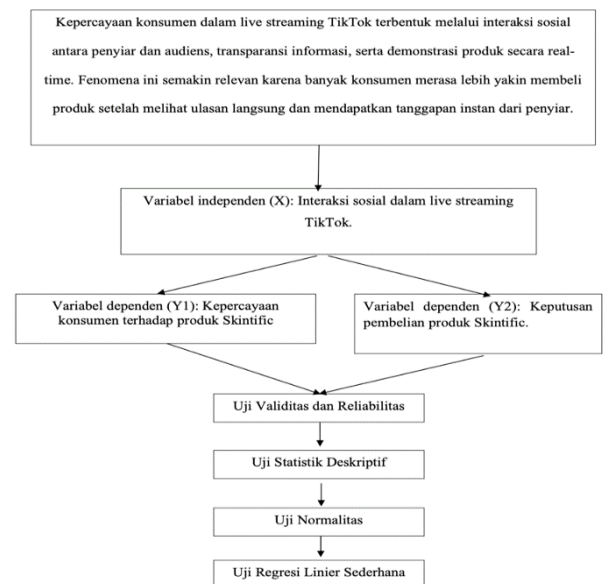 Kepercayaan konsumen dalam live streaming TikTok terbentuk melalui interaksi sosial
antara penyiar dan audiens, transparansi informasi, serta demonstrasi produk secara real-
time. Fenomena ini semakin relevan karena banyak konsumen merasa lebih yakin membeli
produk setelah melihat ulasan langsung dan mendapatkan tanggapan instan dari penyiar.
Variabel independen (X): Interaksi sosial dalam live streaming
TikTok.
Variabel dependen (Y1): Kepercayaan
konsumen terhadap produk Skintific
Variabel dependen (Y2): Keputusan
pembelian produk Skintific.
Uji Validitas dan Reliabilitas
Uji Statistik Deskriptif
Uji Normalitas
Uji Regresi Linier Sederhana